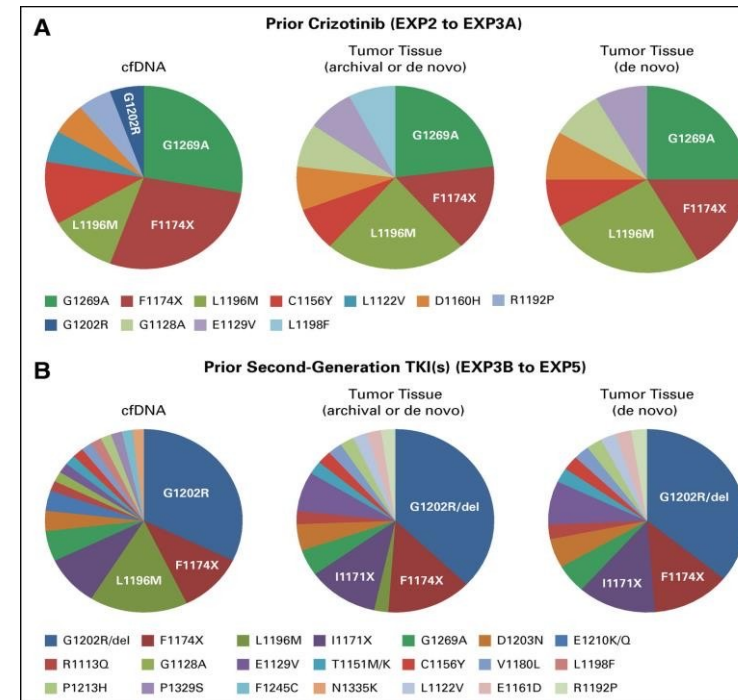 A
Prior Crizotinib (EXP2 to EXP3A)
cfDNA
Tumor Tissue
(archival or de novo)
Tumor Tissue
(de novo)
G1202R
G1269A
F1174X
L1196M
G1269A
F1174X
L1196M
G1269A
F1174X
L1196M
G1269A F1174X L1196M C1156Y L1122V D1160H R1192P
G1202R G1128A E1129V L1198F
B
Prior Second-Generation TKI(s) (EXP3B to EXP5)
cfDNA
Tumor Tissue
(archival or de novo)
Tumor Tissue
(de novo)
G1202R
F1174X
L1196M
G1202R/del
F1174X
I1171X
G1202R/del
F1174X
I1171X
G1202R/del F1174X L1196M I1171X G1269A D1203N E1210K/Q
R1113Q G1128A E1129V T1151M/K C1156Y V1180L L1198F
P1213H P1329S F1245C N1335K L1122V E1161D R1192P